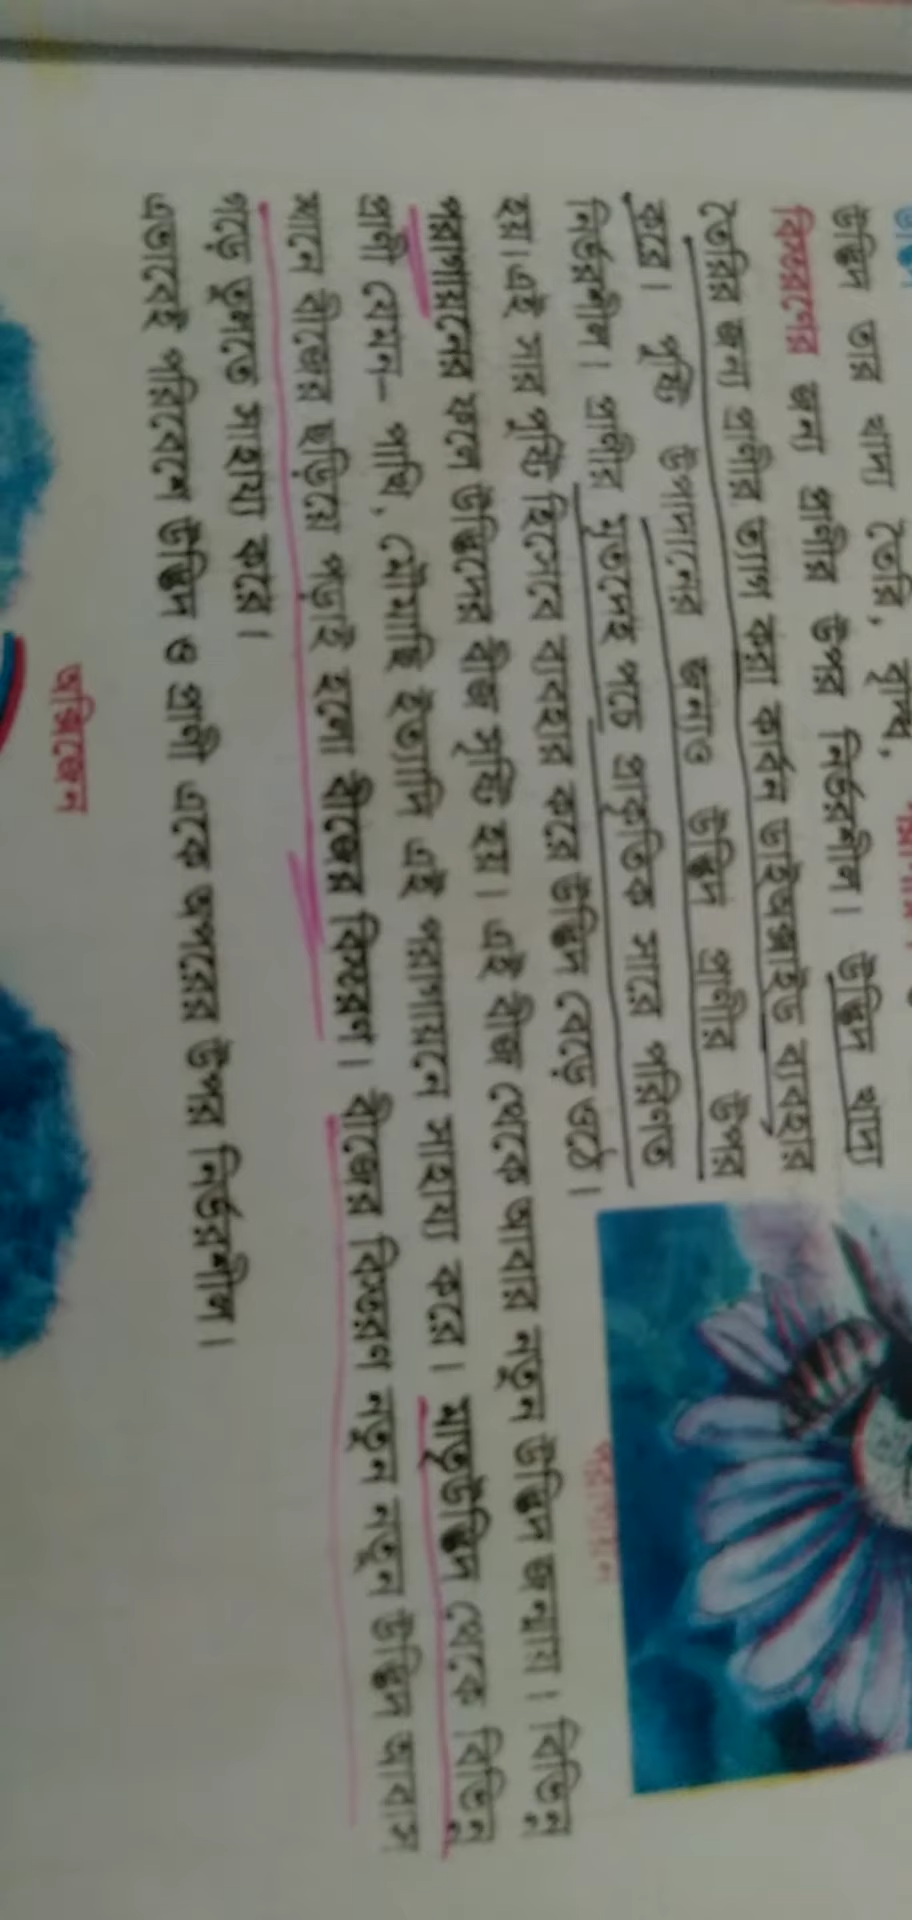 উদ্ভিদ তার খাদ্য তৈরি, বৃদ্ধি,
বিস্তরণের জন্য প্রাণীর উপর নির্ভরশীল। উদ্ভিদ খাদ্য
তৈরির জন্য প্রাণীর ত্যাগ করা কার্বন ডাইঅক্সাইড ব্যবহার
করে। পুষ্টি উপাদানের জন্যও উদ্ভিদ প্রাণীর উপর
নির্ভরশীল। প্রাণীর মৃতদেহ পচে প্রাকৃতিক সারে পরিণত
হয়। এই সার পুষ্টি হিসেবে ব্যবহার করে উদ্ভিদ বেড়ে ওঠে।
পরাগায়নের ফলে উদ্ভিদের বীজ সৃষ্টি হয়। এই বীজ থেকে আবার নতুন উদ্ভিদ জন্মায়। বিভিন্ন
প্রাণী যেমন– পাখি, মৌমাছি ইত্যাদি এই পরাগায়নে সাহায্য করে। মাতৃউদ্ভিদ থেকে বিভিন্ন
স্থানে বীজের ছড়িয়ে পড়াই হলো বীজের বিস্তরণ। বীজের বিস্তরণ নতুন নতুন উদ্ভিদ আবাস
গড়ে তুলতে সাহায্য করে।
এভাবেই পরিবেশে উদ্ভিদ ও প্রাণী একে অপরের উপর নির্ভরশীল।
অক্সিজেন